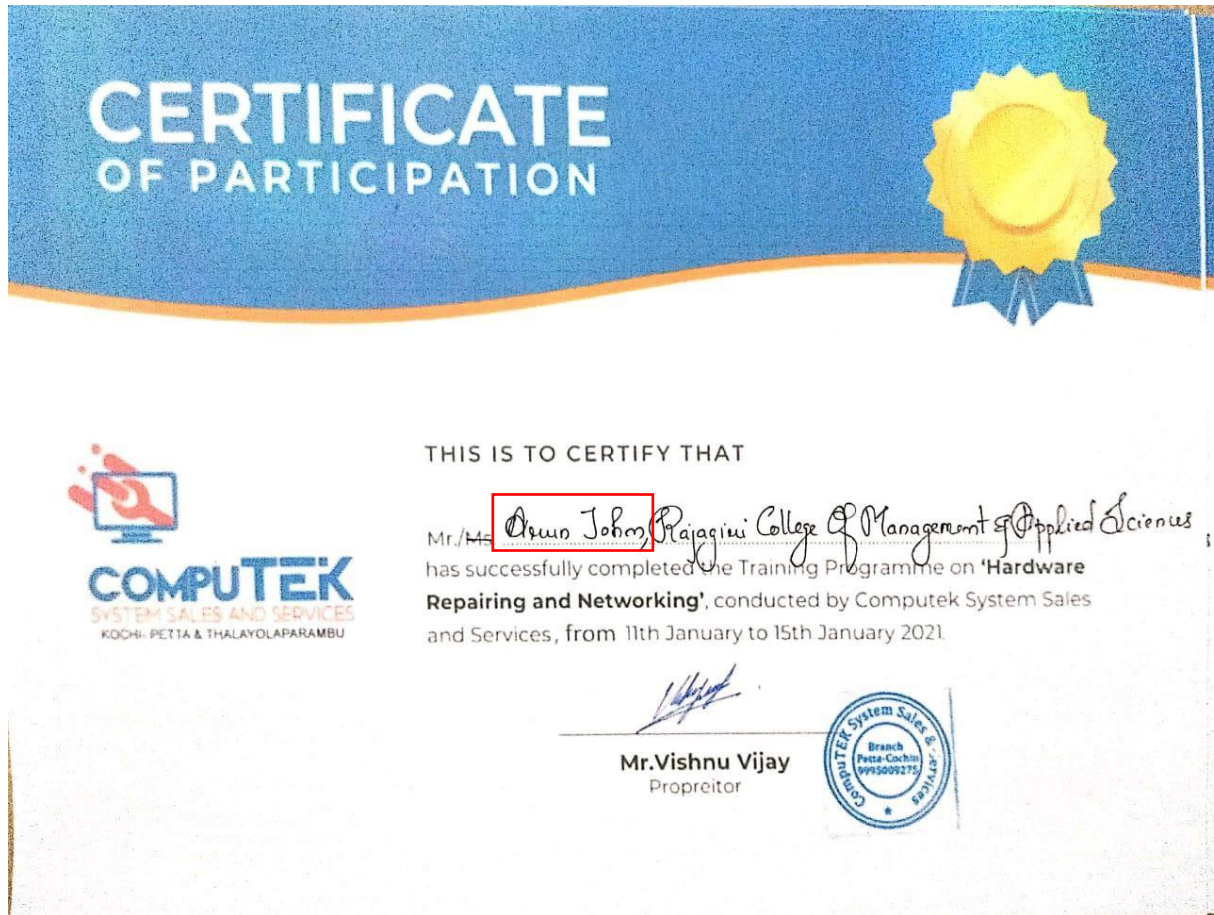 CERTIFICATE
OF PARTICIPATION
THIS IS TO CERTIFY THAT
Mr./Ms Arun John, Rajagiri College Of Management & Applied Sciences
has successfully completed the Training Programme on 'Hardware
Repairing and Networking', conducted by Computek System Sales
and Services, from 11th January to 15th January 2021.
COMPUTEK
SYSTEM SALES AND SERVICES
KOCHI- PETTA & THALAYOLAPARAMBU
Mr.Vishnu Vijay
Propreitor
CompuTEK System Sales & Services
Branch
Petta-Cochin
9995009275